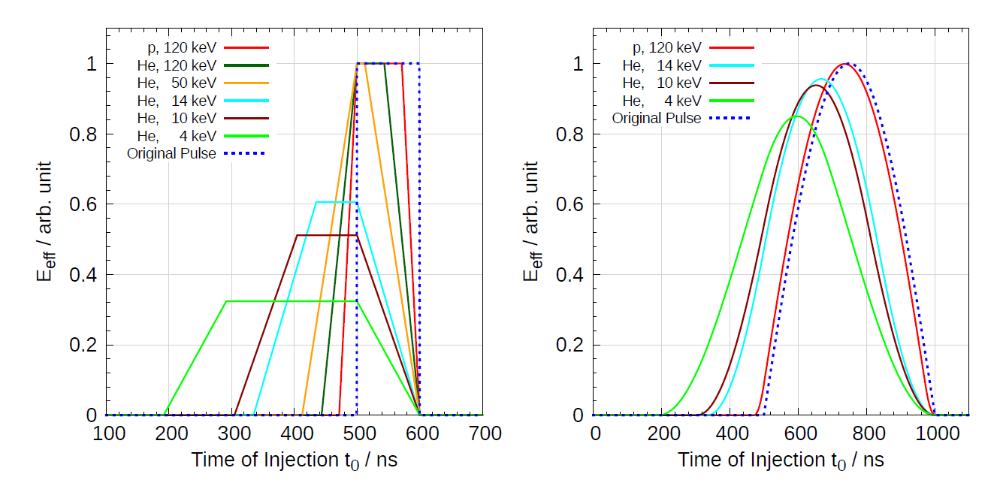 p, 120 keV
He, 120 keV
He, 50 keV
He, 14 keV
He, 10 keV
He, 4 keV
Original Pulse
1
0.8
0.6
0.4
0.2
0
E_eff / arb. unit
100 200 300 400 500 600 700
Time of Injection t_0 / ns
p, 120 keV
He, 14 keV
He, 10 keV
He, 4 keV
Original Pulse
1
0.8
0.6
0.4
0.2
0
E_eff / arb. unit
0 200 400 600 800 1000
Time of Injection t_0 / ns